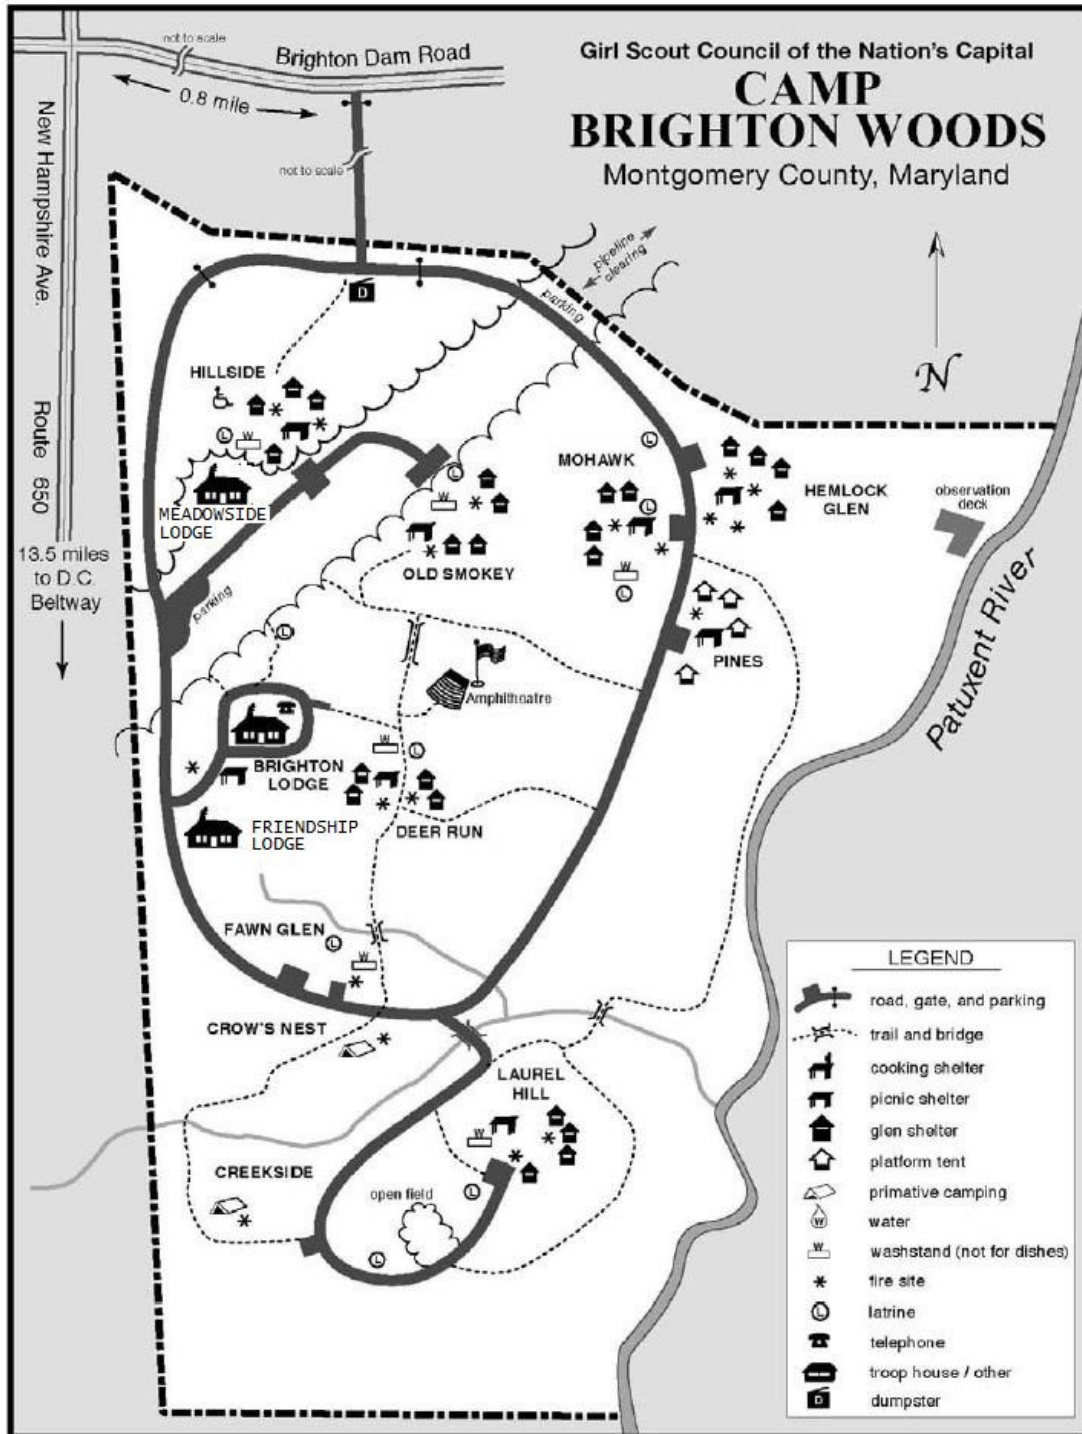 not to scale
Brighton Dam Road
0.8 mile
not to scale
Girl Scout Council of the Nation's Capital
CAMP
BRIGHTON WOODS
Montgomery County, Maryland
New Hampshire Ave.
Route 650
13.5 miles
to D.C.
Beltway
pipeline
clearing
parking
N
D
HILLSIDE
L
W
MEADOWSIDE
LODGE
parking
MOHAWK
L
L
W
L
HEMLOCK
GLEN
observation
deck
Patuxent River
L
W
OLD SMOKEY
L
PINES
Amphitheatre
BRIGHTON
LODGE
W
L
DEER RUN
FRIENDSHIP
LODGE
FAWN GLEN
L
W
CROW'S NEST
LAUREL
HILL
W
L
CREEKSIDE
open field
L
LEGEND
road, gate, and parking
trail and bridge
cooking shelter
picnic shelter
glen shelter
platform tent
primative camping
W water
W washstand (not for dishes)
fire site
L latrine
telephone
troop house / other
D dumpster